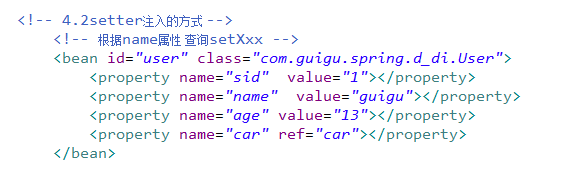 <!-- 4.2setter注入的方式 -->
<!-- 根据name属性 查询setXxx -->
<bean id="user" class="com.guigu.spring.d_di.User">
<property name="sid"  value="1"></property>
<property name="name"  value="guigu"></property>
<property name="age" value="13"></property>
<property name="car" ref="car"></property>
</bean>